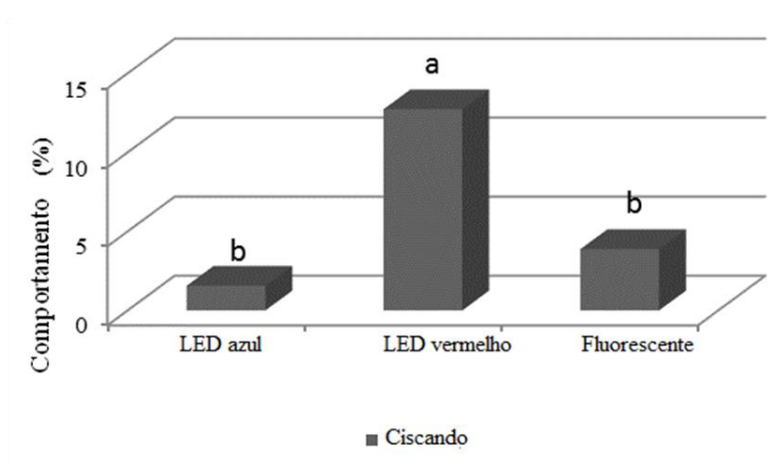 Comportamento (%)
15
10
5
0
b
a
b
LED azul
LED vermelho
Fluorescente
Ciscando